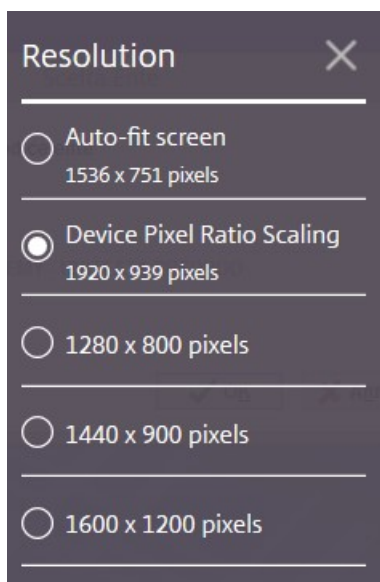 Resolution
Auto-fit screen
1536 x 751 pixels
Device Pixel Ratio Scaling
1920 x 939 pixels
1280 x 800 pixels
1440 x 900 pixels
1600 x 1200 pixels